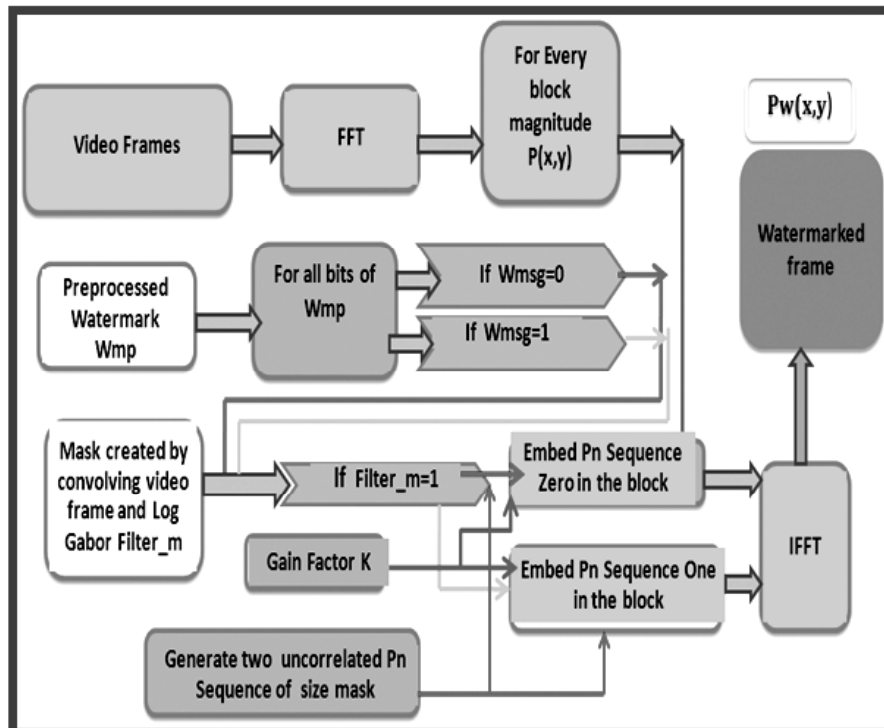 Video Frames
FFT
For Every
block
magnitude
P(x,y)
Pw(x,y)
Watermarked
frame
Preprocessed
Watermark
Wmp
For all bits of
Wmp
If Wmsg=0
If Wmsg=1
Mask created by
convolving video
frame and Log
Gabor Filter_m
If Filter_m=1
Embed Pn Sequence
Zero in the block
IFFT
Gain Factor K
Embed Pn Sequence One
in the block
Generate two uncorrelated Pn
Sequence of size mask